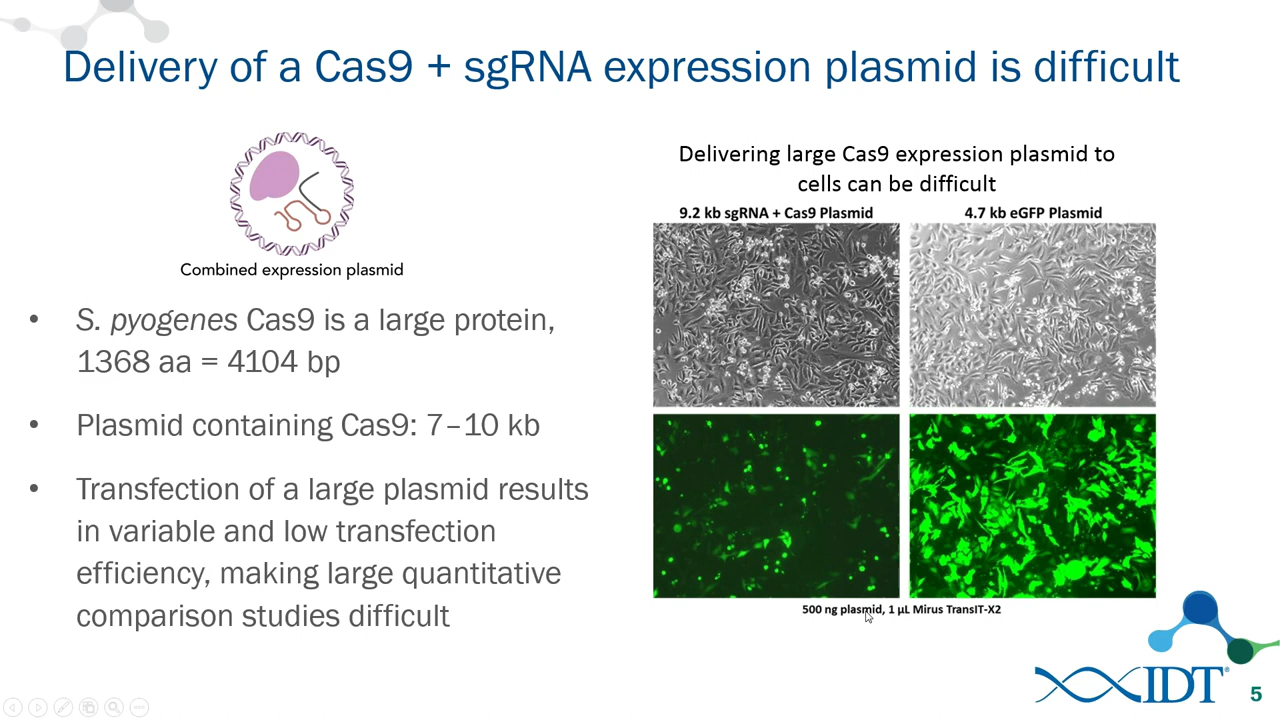 Delivery of a Cas9 + sgRNA expression plasmid is difficult
Combined expression plasmid
• S. pyogenes Cas9 is a large protein,
1368 aa = 4104 bp
• Plasmid containing Cas9: 7–10 kb
• Transfection of a large plasmid results
in variable and low transfection
efficiency, making large quantitative
comparison studies difficult
Delivering large Cas9 expression plasmid to
cells can be difficult
9.2 kb sgRNA + Cas9 Plasmid
4.7 kb eGFP Plasmid
500 ng plasmid, 1 µL Mirus TransIT-X2
IDT®
5